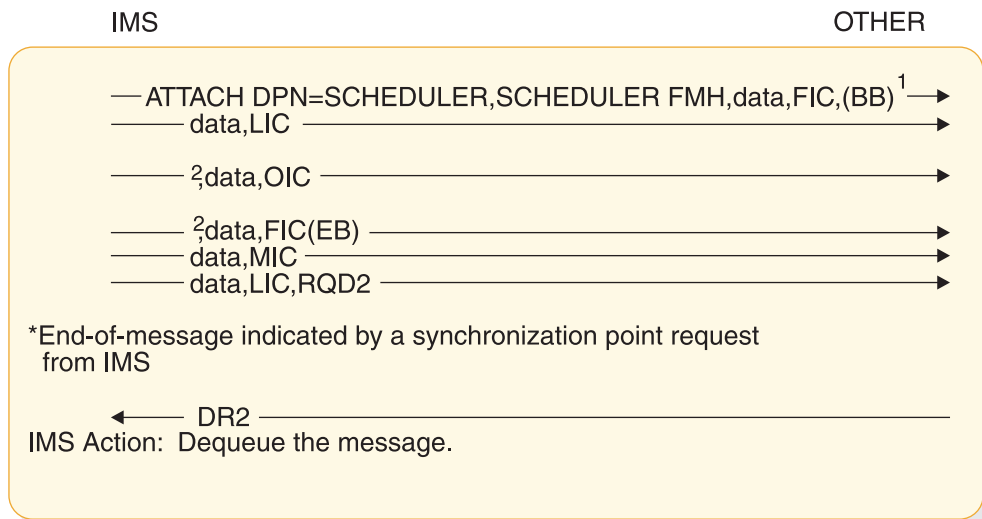 IMS OTHER
ATTACH DPN=SCHEDULER,SCHEDULER FMH,data,FIC,(BB)1
data,LIC
2,data,OIC
2,data,FIC(EB)
data,MIC
data,LIC,RQD2
*End-of-message indicated by a synchronization point request
from IMS
DR2
IMS Action: Dequeue the message.